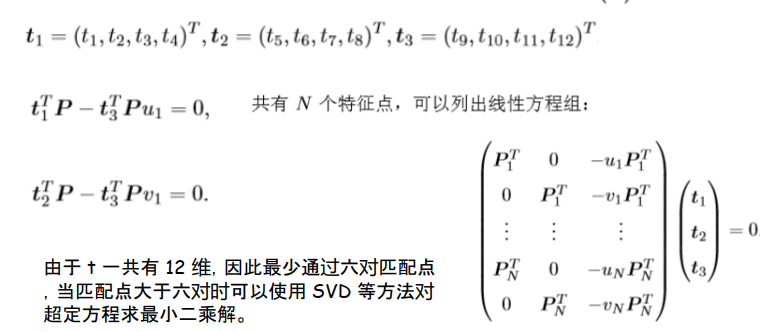 t₁ = (t₁, t₂, t₃, t₄)ᵀ, t₂ = (t₅, t₆, t₇, t₈)ᵀ, t₃ = (t₉, t₁₀, t₁₁, t₁₂)ᵀ
t₁ᵀP − t₃ᵀPu₁ = 0,
共有 N 个特征点，可以列出线性方程组：
t₂ᵀP − t₃ᵀPv₁ = 0.
P₁ᵀ 0 −u₁P₁ᵀ
0 P₁ᵀ −v₁P₁ᵀ
⋮ ⋮ ⋮
P_Nᵀ 0 −u_N P_Nᵀ
0 P_Nᵀ −v_N P_Nᵀ
t₁
t₂
t₃
= 0.
由于 t 一共有 12 维, 因此最少通过六对匹配点
, 当匹配点大于六对时可以使用 SVD 等方法对
超定方程求最小二乘解。